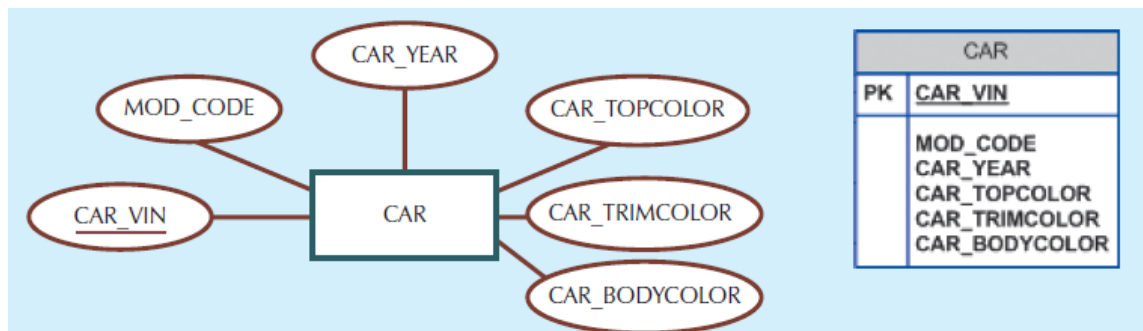 CAR_YEAR
MOD_CODE
CAR_TOPCOLOR
CAR_VIN
CAR
CAR_TRIMCOLOR
CAR_BODYCOLOR
CAR
PK CAR_VIN
MOD_CODE
CAR_YEAR
CAR_TOPCOLOR
CAR_TRIMCOLOR
CAR_BODYCOLOR